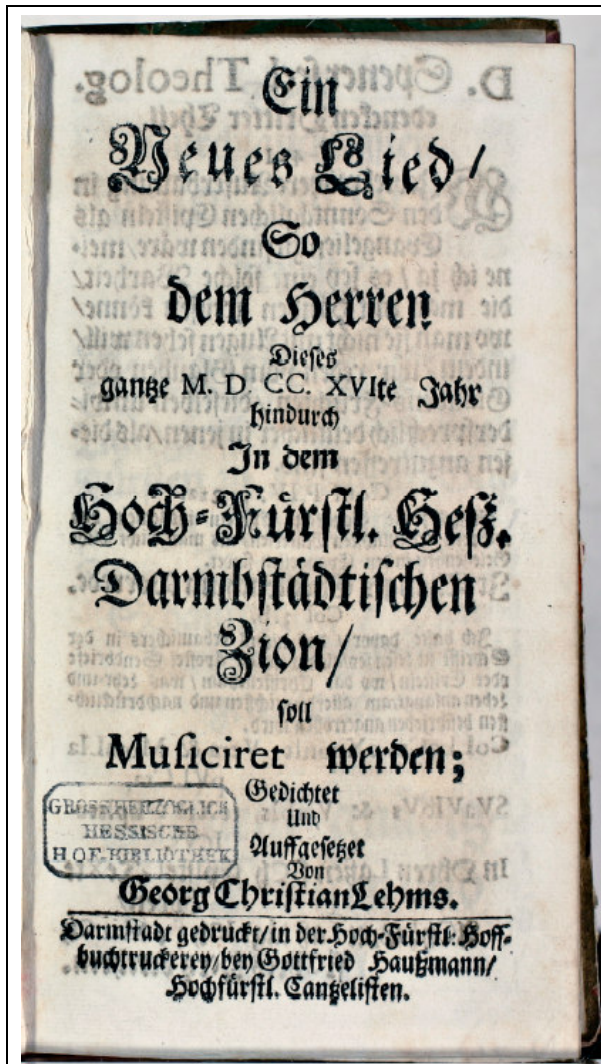 Ein
Neues Lied/
So
dem Herren
Dieses
gantze M. D. CC. XVIte Jahr
hindurch
In dem
Hoch-Fürstl. Heß.
Darmbstädtischen
Zion/
soll
Musiciret werden;
Gedichtet
Und
Auffgesetzet
Von
Georg Christian Lehms.
Darmstadt gedruckt/in der Hoch-Fürstl: Hoff-
buchtruckerey/bey Gottfried Haußmann/
Hochfürstl. Cantzelisten.
GROSSHERZOGLICH
HESSISCHE
HOF-BIBLIOTHEK